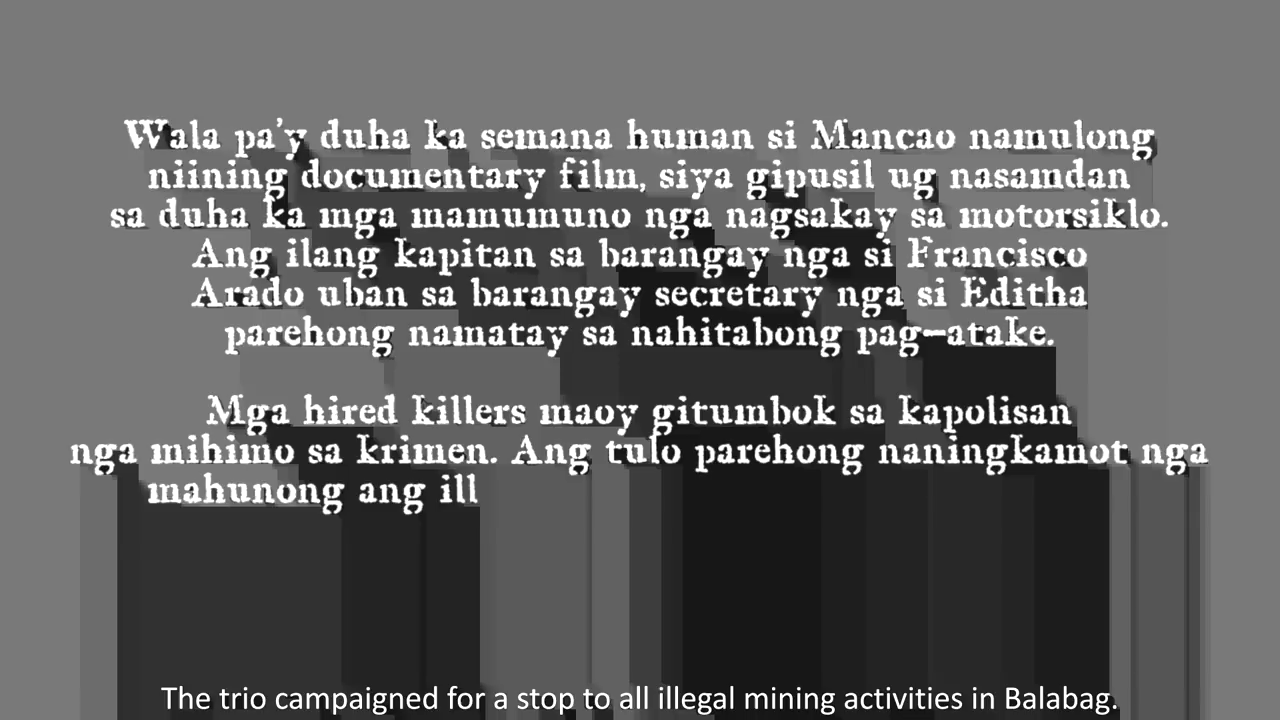 Wala pa'y duha ka semana human si Mancao namulong
niining documentary film, siya gipusil ug nasamdan
sa duha ka mga mamumuno nga nagsakay sa motorsiklo.
Ang ilang kapitan sa barangay nga si Francisco
Arado uban sa barangay secretary nga si Editha
parehong namatay sa nahitabong pag-atake.
Mga hired killers maoy gitumbok sa kapolisan
nga mihimo sa krimen. Ang tulo parehong naningkamot nga
mahunong ang ill
The trio campaigned for a stop to all illegal mining activities in Balabag.